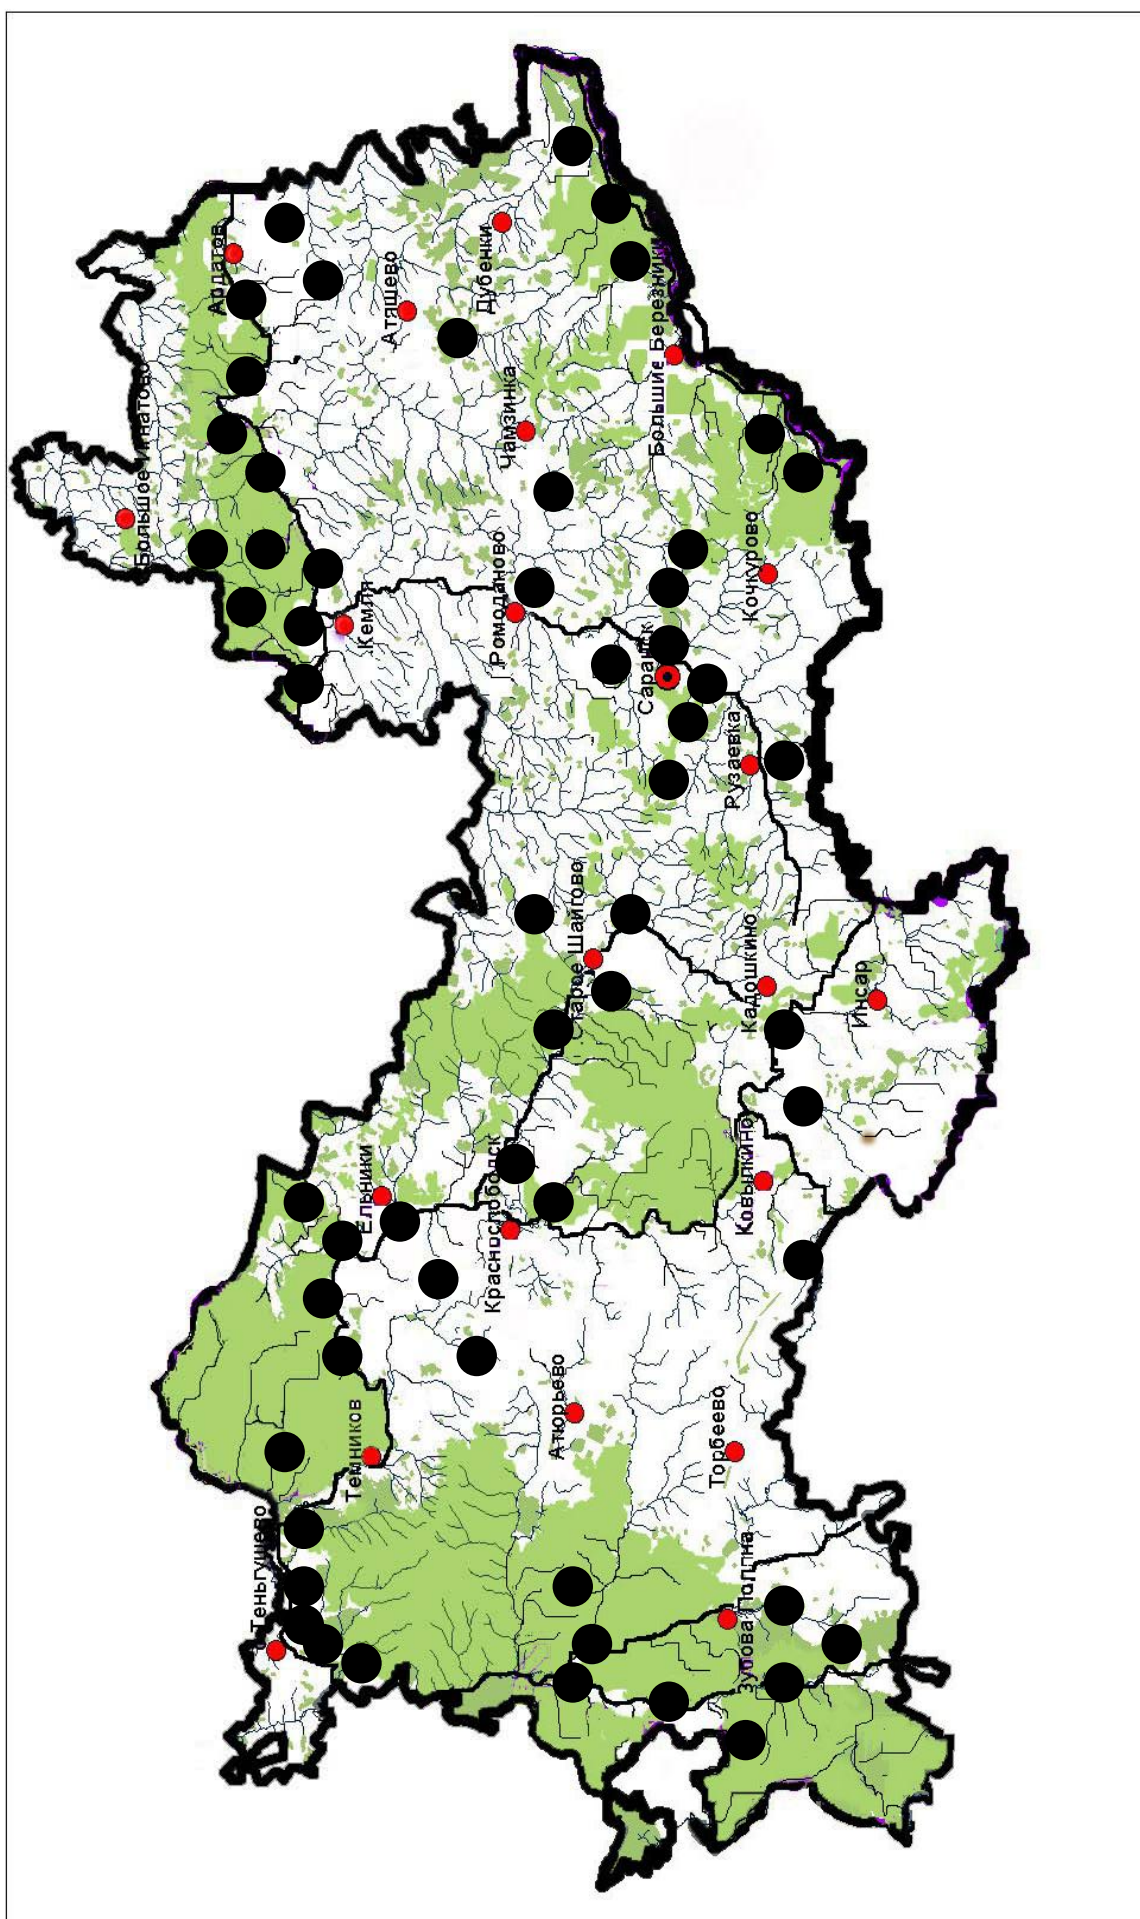 Теньгушево
Темников
Ельники
Краснослободск
Атюрьево
Торбеево
Зубова Поляна
Ковылкино
Кадошкино
Инсар
Старое Шайгово
Рузаевка
Саранск
Ромоданово
Кемля
Большое Игнатово
Ардатов
Атяшево
Дубенки
Чамзинка
Большие Березники
Кочкурово